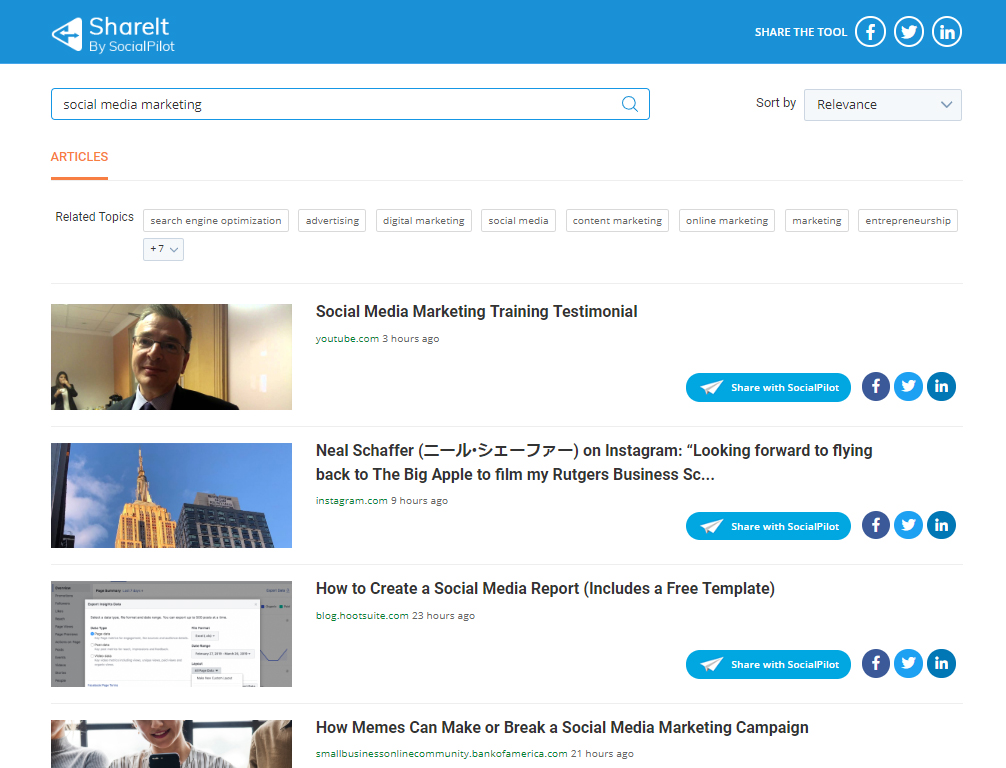 ShareIt
By SocialPilot
SHARE THE TOOL
social media marketing
Sort by
Relevance
ARTICLES
Related Topics
search engine optimization
advertising
digital marketing
social media
content marketing
online marketing
marketing
entrepreneurship
+ 7
Social Media Marketing Training Testimonial
youtube.com 3 hours ago
Share with SocialPilot
Neal Schaffer (ニール・シェーファー) on Instagram: “Looking forward to flying
back to The Big Apple to film my Rutgers Business Sc...
instagram.com 9 hours ago
Share with SocialPilot
How to Create a Social Media Report (Includes a Free Template)
blog.hootsuite.com 23 hours ago
Share with SocialPilot
How Memes Can Make or Break a Social Media Marketing Campaign
smallbusinessonlinecommunity.bankofamerica.com 21 hours ago